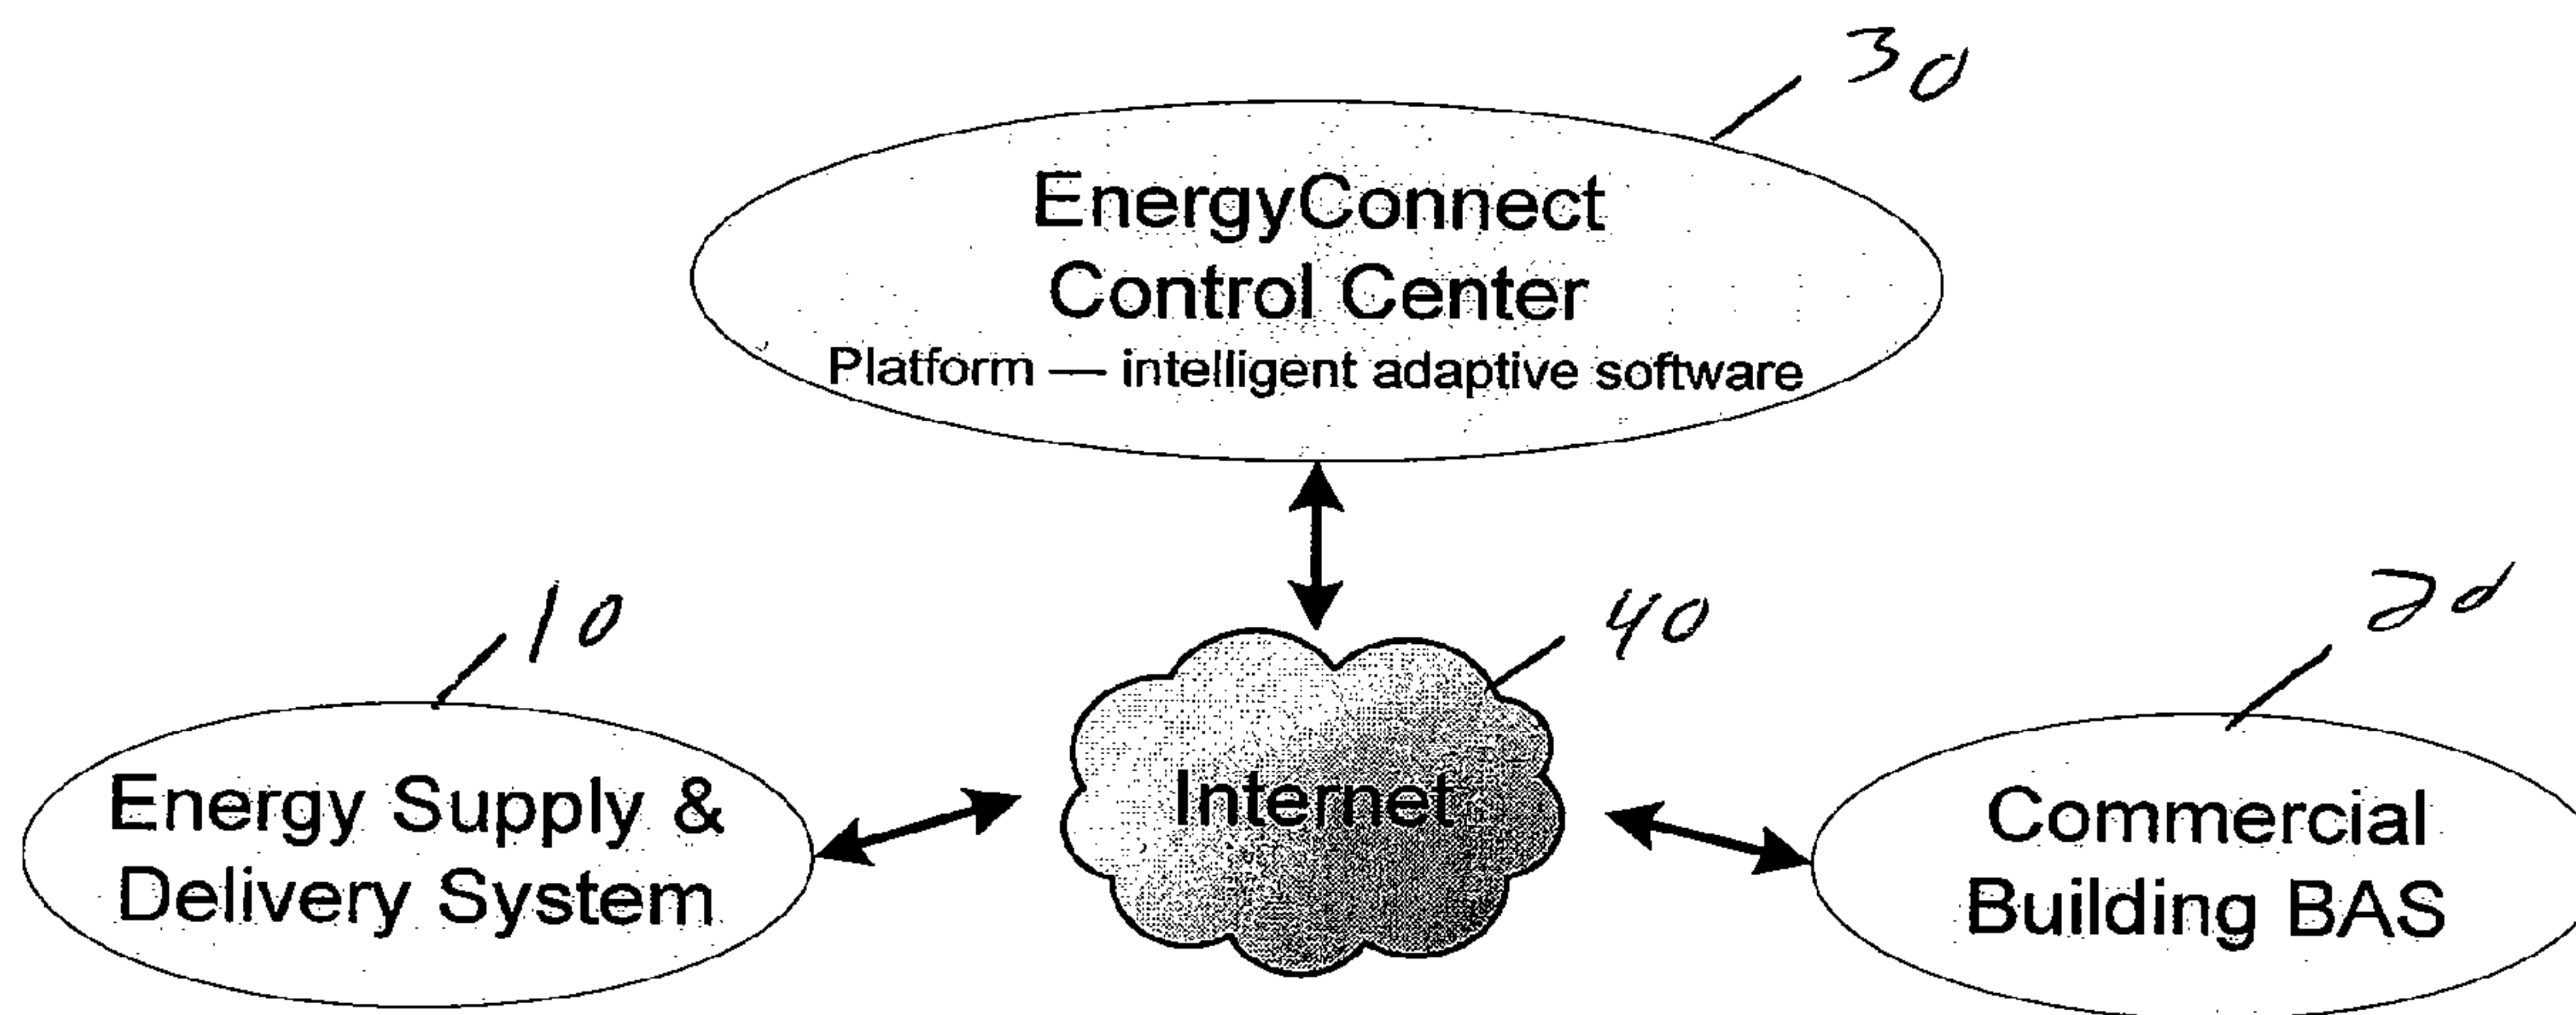 30
EnergyConnect
Control Center
Platform — intelligent adaptive software
10
40
20
Internet
Energy Supply &
Delivery System
Commercial
Building BAS